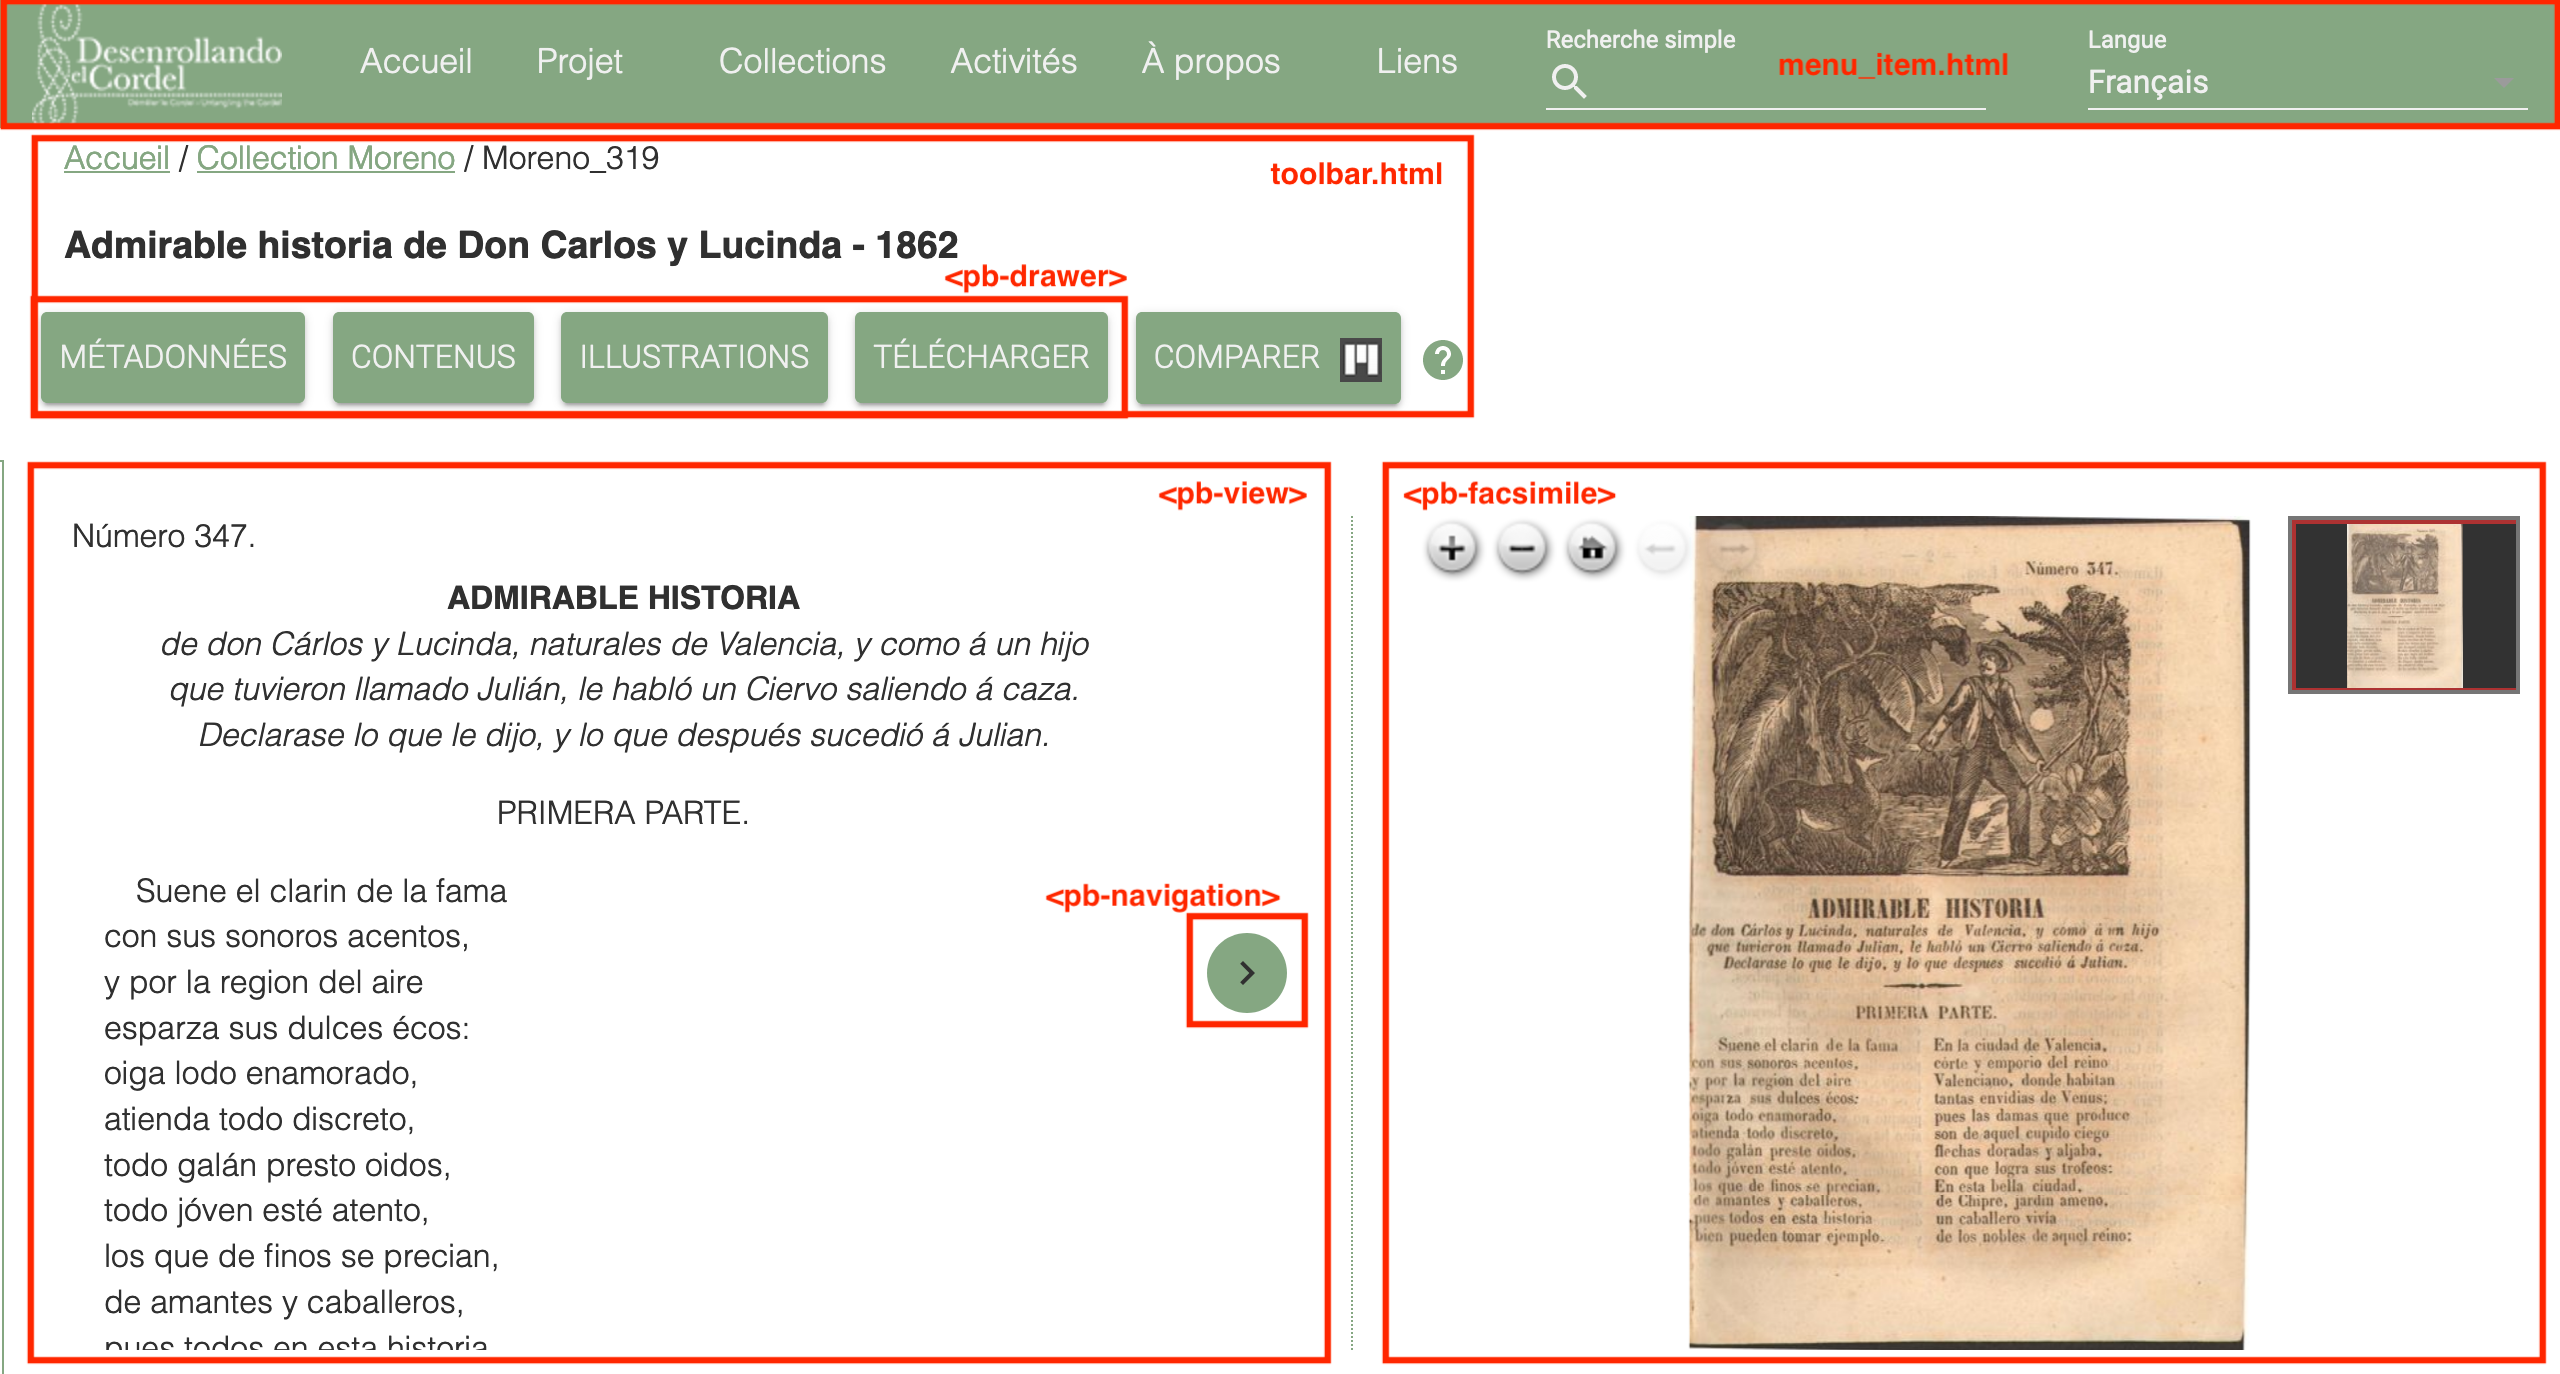 Desenrollando
el Cordel
Démêler le Cordel - Untangling the Cordel
Accueil
Projet
Collections
Activités
À propos
Liens
Recherche simple
menu_item.html
Langue
Français
Accueil / Collection Moreno / Moreno_319
toolbar.html
Admirable historia de Don Carlos y Lucinda - 1862
<pb-drawer>
MÉTADONNÉES
CONTENUS
ILLUSTRATIONS
TÉLÉCHARGER
COMPARER
?
<pb-view>
Número 347.
ADMIRABLE HISTORIA
de don Cárlos y Lucinda, naturales de Valencia, y como á un hijo
que tuvieron llamado Julián, le habló un Ciervo saliendo á caza.
Declarase lo que le dijo, y lo que después sucedió á Julian.
PRIMERA PARTE.
Suene el clarin de la fama
con sus sonoros acentos,
y por la region del aire
esparza sus dulces écos:
oiga lodo enamorado,
atienda todo discreto,
todo galán presto oidos,
todo jóven esté atento,
los que de finos se precian,
de amantes y caballeros,
pues todos en esta historia
<pb-navigation>
<pb-facsimile>
Número 347.
ADMIRABLE HISTORIA
de don Cárlos y Lucinda, naturales de Valencia, y como á un hijo
que tuvieron llamado Julian, le habló un Ciervo saliendo á caza.
Declarase lo que le dijo, y lo que despues sucedió á Julian.
PRIMERA PARTE.
Suene el clarin de la fama
con sus sonoros acentos,
y por la region del aire
esparza sus dulces écos:
oiga todo enamorado,
atienda todo discreto,
todo galán preste oidos,
todo jóven esté atento,
los que de finos se precian,
de amantes y caballeros,
pues todos en esta historia
bien pueden tomar ejemplo.
En la ciudad de Valencia,
córte y emporio del reino
Valenciano, donde habitan
tantas envidias de Venus;
pues las damas que produce
son de aquel cupido ciego
flechas doradas y aljaba,
con que logra sus trofeos:
En esta bella ciudad,
de Chipre, jardin ameno,
un caballero vivía
de los nobles de aquel reino: